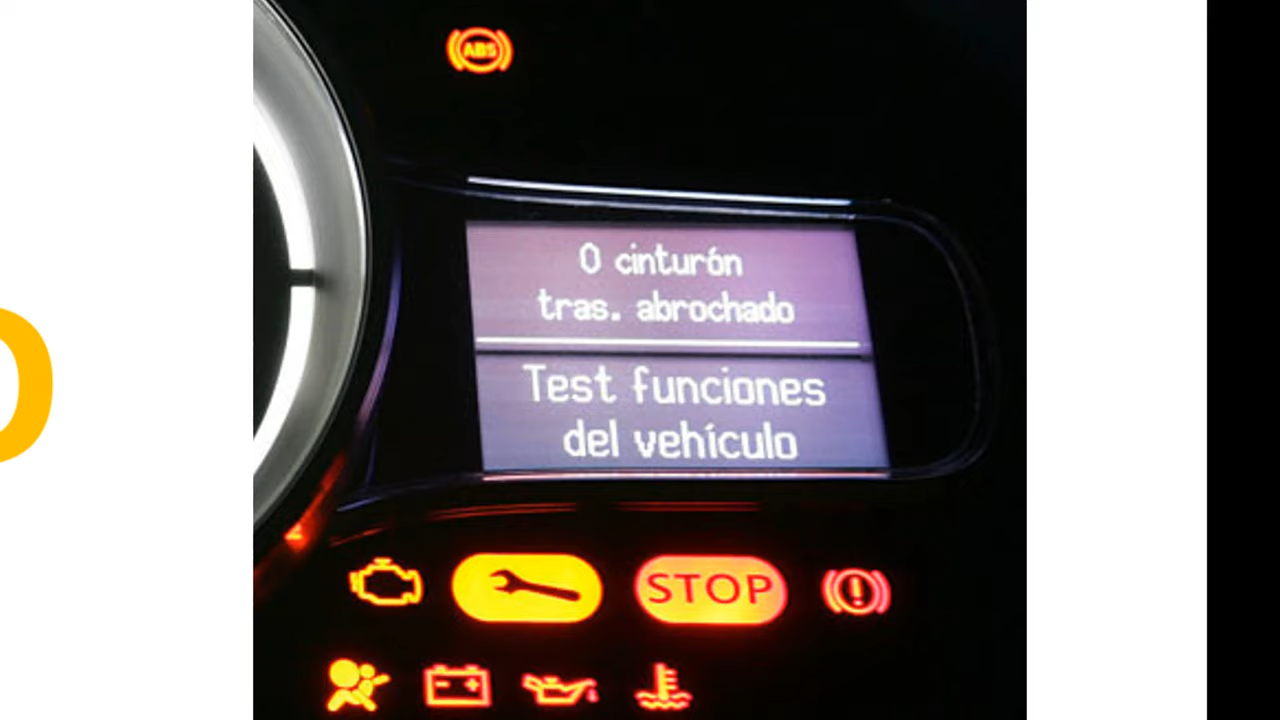 ABS
0 cinturón
tras. abrochado
Test funciones
del vehículo
STOP